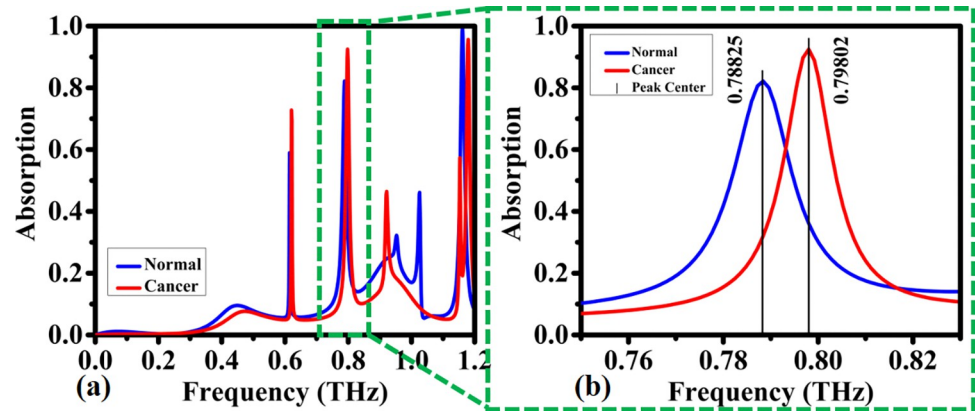 1.0
0.8
0.6
0.4
0.2
0.0
Absorption
Normal
Cancer
0.0 0.2 0.4 0.6 0.8 1.0 1.2
(a) Frequency (THz)
1.0
0.8
0.6
0.4
0.2
0.0
Absorption
Normal
Cancer
Peak Center
0.78825
0.79802
0.76 0.78 0.80 0.82
(b) Frequency (THz)